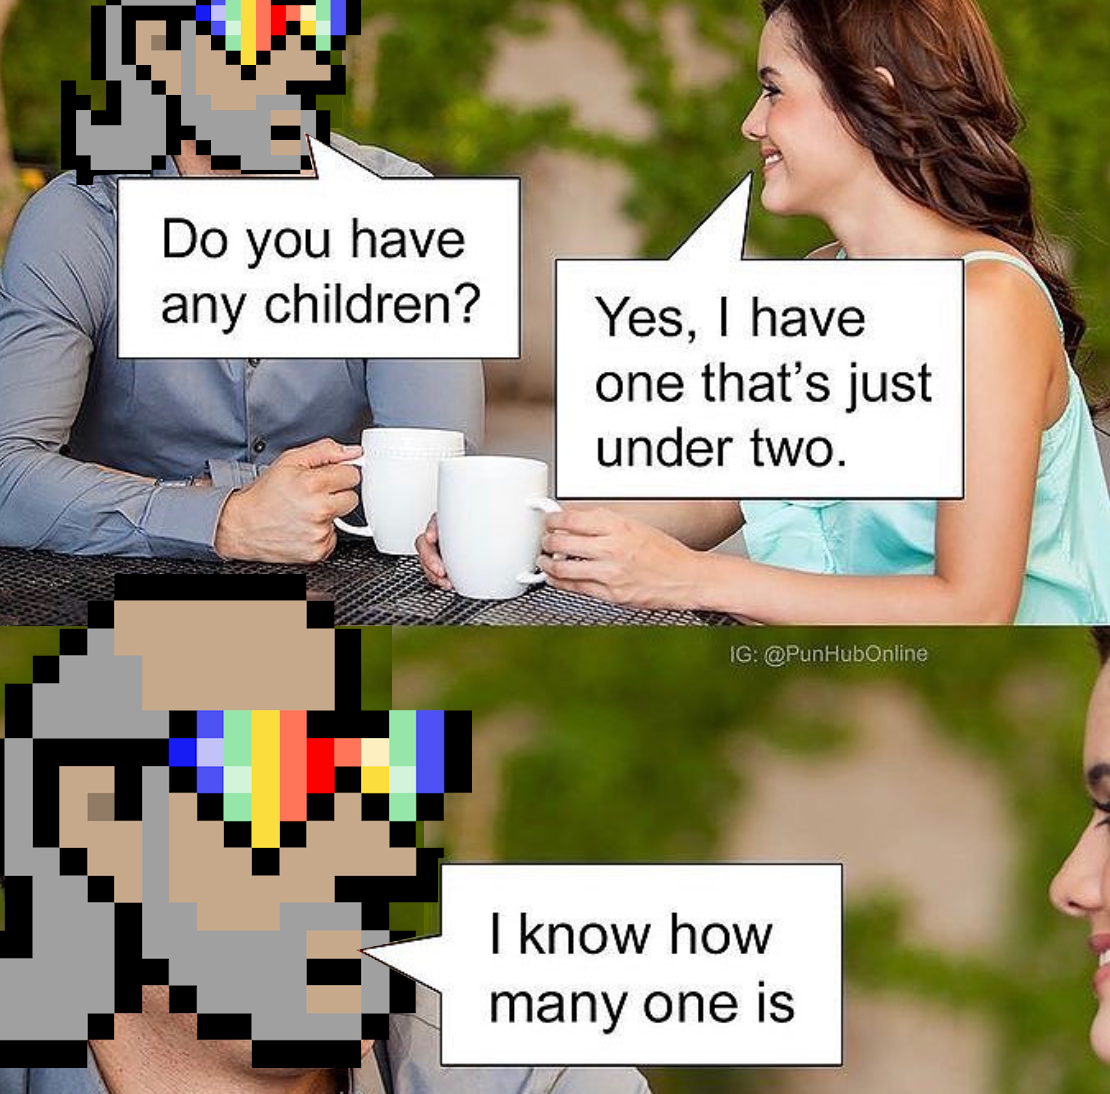 Do you have
any children?
Yes, I have
one that’s just
under two.
IG: @PunHubOnline
I know how
many one is